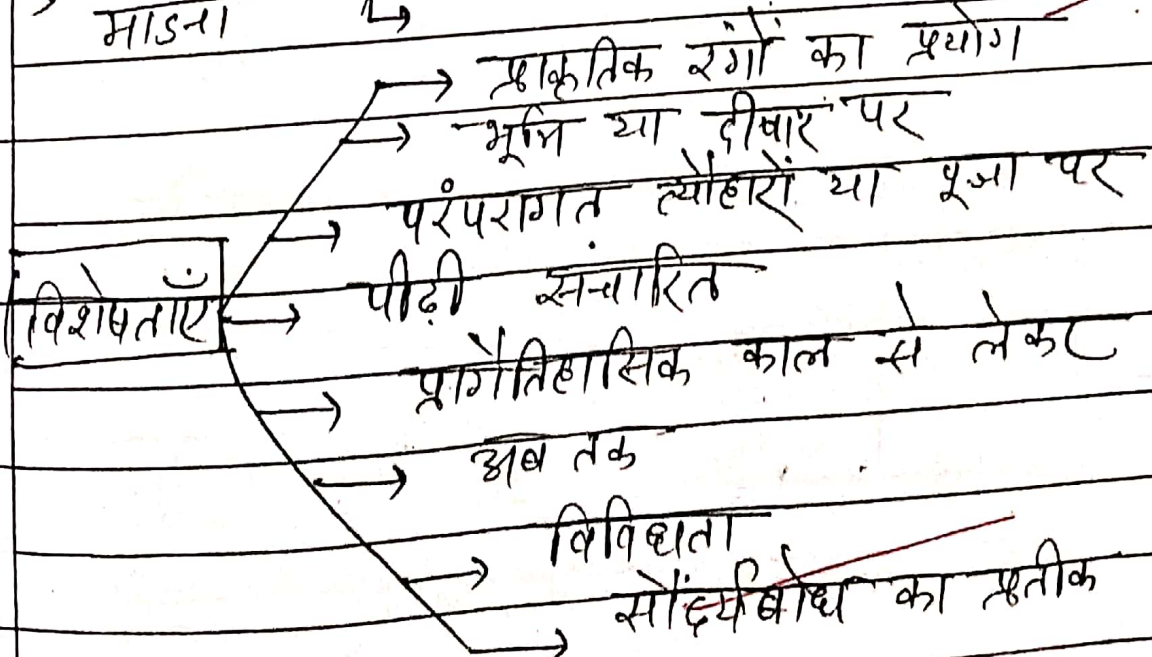 माडना
प्राकृतिक रंगों का प्रयोग
भूमि या दीवार पर
परंपरागत त्यौहारों या पूजा पर
विशेषताएँ
पीढ़ी संचारित
प्रागैतिहासिक काल से लेकर
अब तक
विविधता
सौंदर्यबोध का प्रतीक